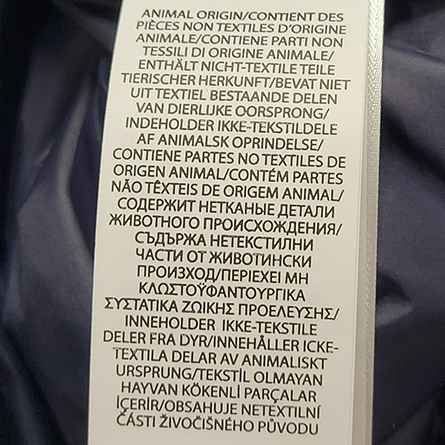 ANIMAL ORIGIN/CONTIENT DES
PIÈCES NON TEXTILES D'ORIGINE
ANIMALE/CONTIENE PARTI NON
TESSILI DI ORIGINE ANIMALE/
ENTHÄLT NICHT-TEXTILE TEILE
TIERISCHER HERKUNFT/BEVAT NIET
UIT TEXTIEL BESTAANDE DELEN
VAN DIERLIJKE OORSPRONG/
INDEHOLDER IKKE-TEKSTILDELE
AF ANIMALSK OPRINDELSE/
CONTIENE PARTES NO TEXTILES DE
ORIGEN ANIMAL/CONTÉM PARTES
NÃO TÊXTEIS DE ORIGEM ANIMAL/
СОДЕРЖИТ НЕТКАНЫЕ ДЕТАЛИ
ЖИВОТНОГО ПРОИСХОЖДЕНИЯ/
СЪДЪРЖА НЕТЕКСТИЛНИ
ЧАСТИ ОТ ЖИВОТИНСКИ
ПРОИЗХОД/ΠΕΡΙΕΧΕΙ ΜΗ
ΚΛΩΣΤΟΫΦΑΝΤΟΥΡΓΙΚΑ
ΣΥΣΤΑΤΙΚΑ ΖΩΙΚΗΣ ΠΡΟΕΛΕΥΣΗΣ/
INNEHOLDER IKKE-TEKSTILE
DELER FRA DYR/INNEHÅLLER ICKE-
TEXTILA DELAR AV ANIMALISKT
URSPRUNG/TEKSTİL OLMAYAN
HAYVAN KÖKENLİ PARÇALAR
İÇERİR/OBSAHUJE NETEXTILNÍ
ČÁSTI ŽIVOČIŠNÉHO PŮVODU